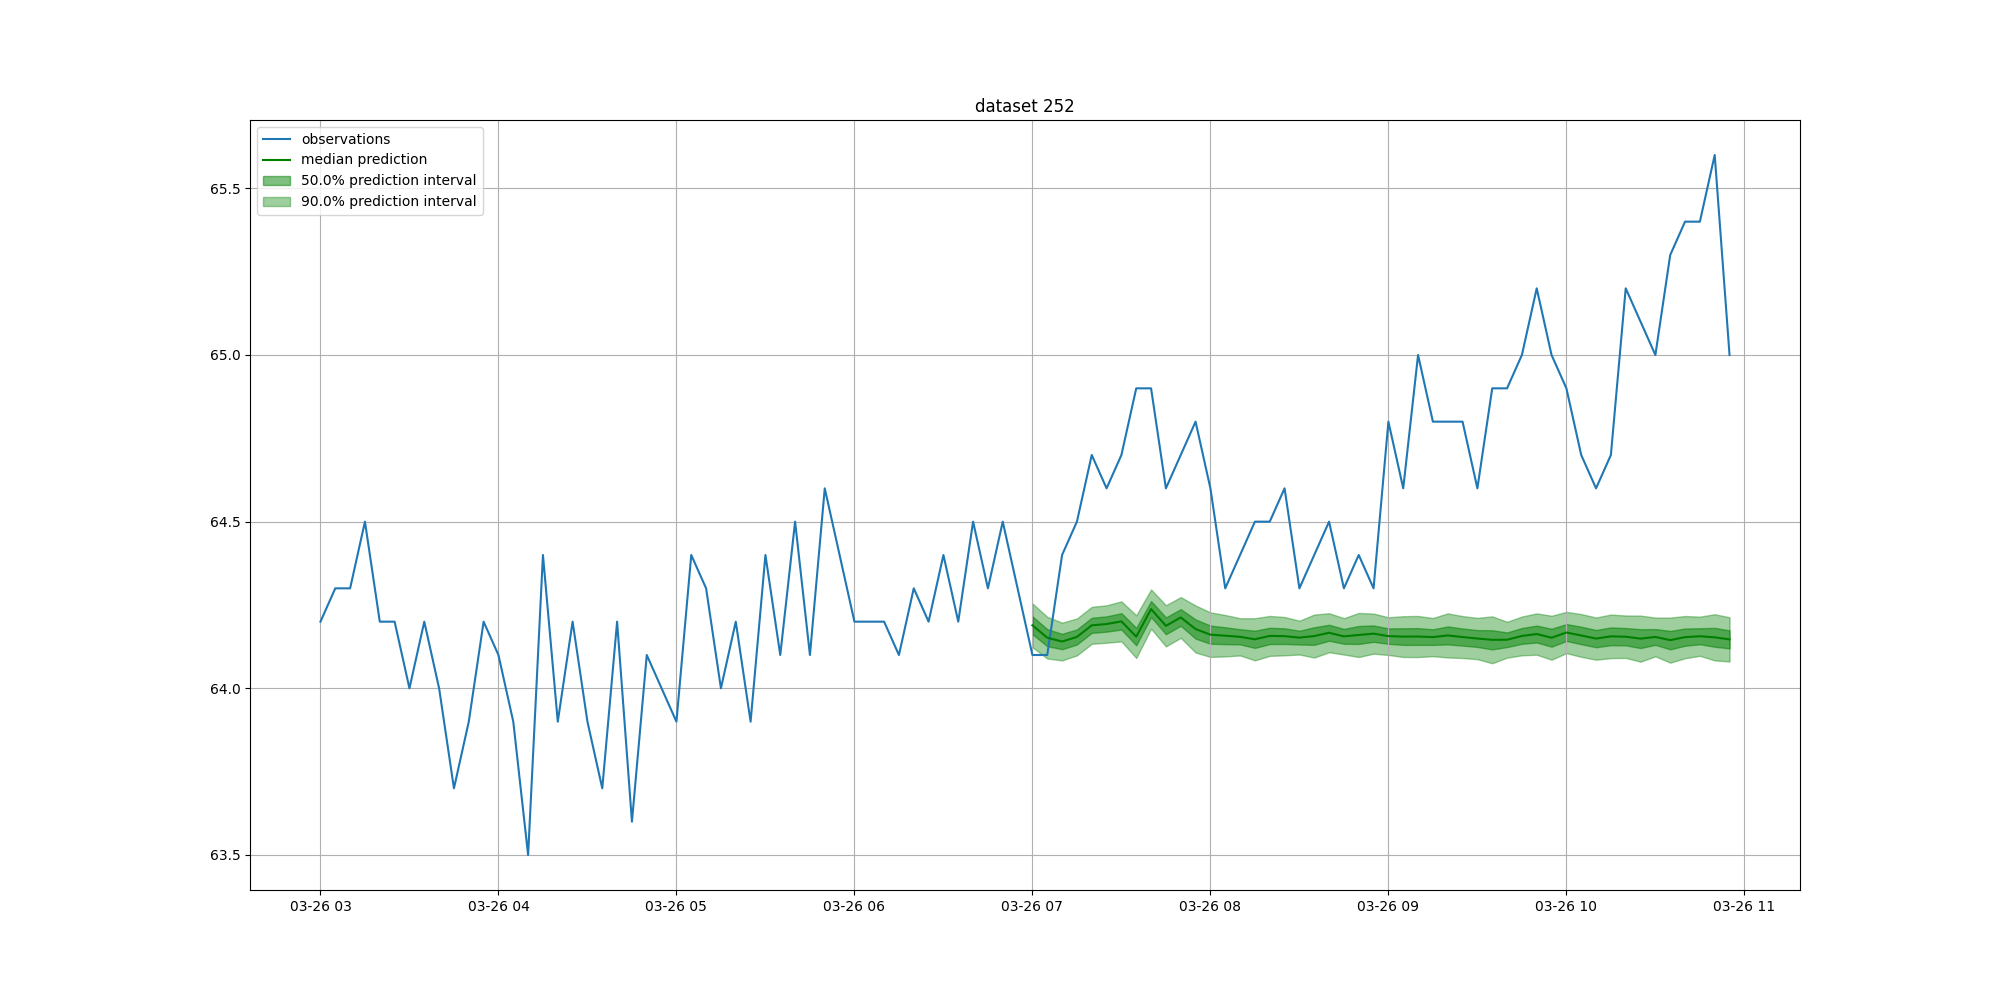 dataset 252
observations
median prediction
50.0% prediction interval
90.0% prediction interval
65.5
65.0
64.5
64.0
63.5
03-26 03
03-26 04
03-26 05
03-26 06
03-26 07
03-26 08
03-26 09
03-26 10
03-26 11